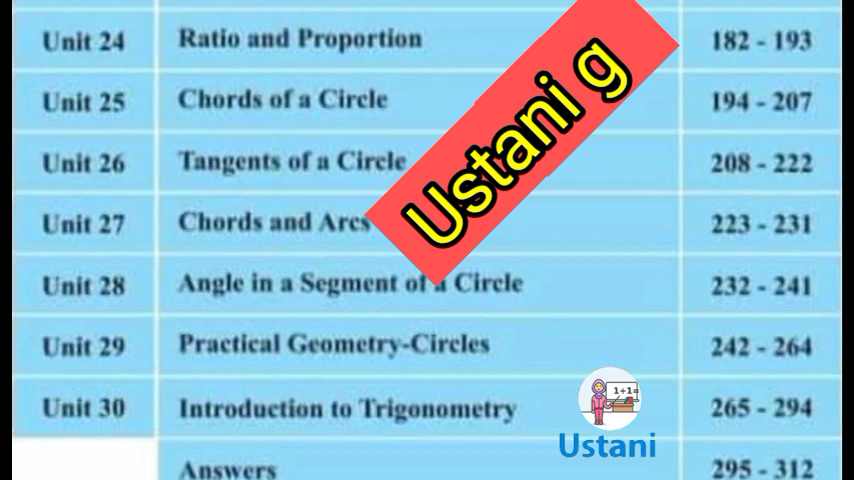 Unit 24 Ratio and Proportion 182 - 193
Unit 25 Chords of a Circle 194 - 207
Unit 26 Tangents of a Circle 208 - 222
Unit 27 Chords and Arcs 223 - 231
Unit 28 Angle in a Segment of a Circle 232 - 241
Unit 29 Practical Geometry-Circles 242 - 264
Unit 30 Introduction to Trigonometry 265 - 294
Answers 295 - 312
Ustani g
1+1=
Ustani